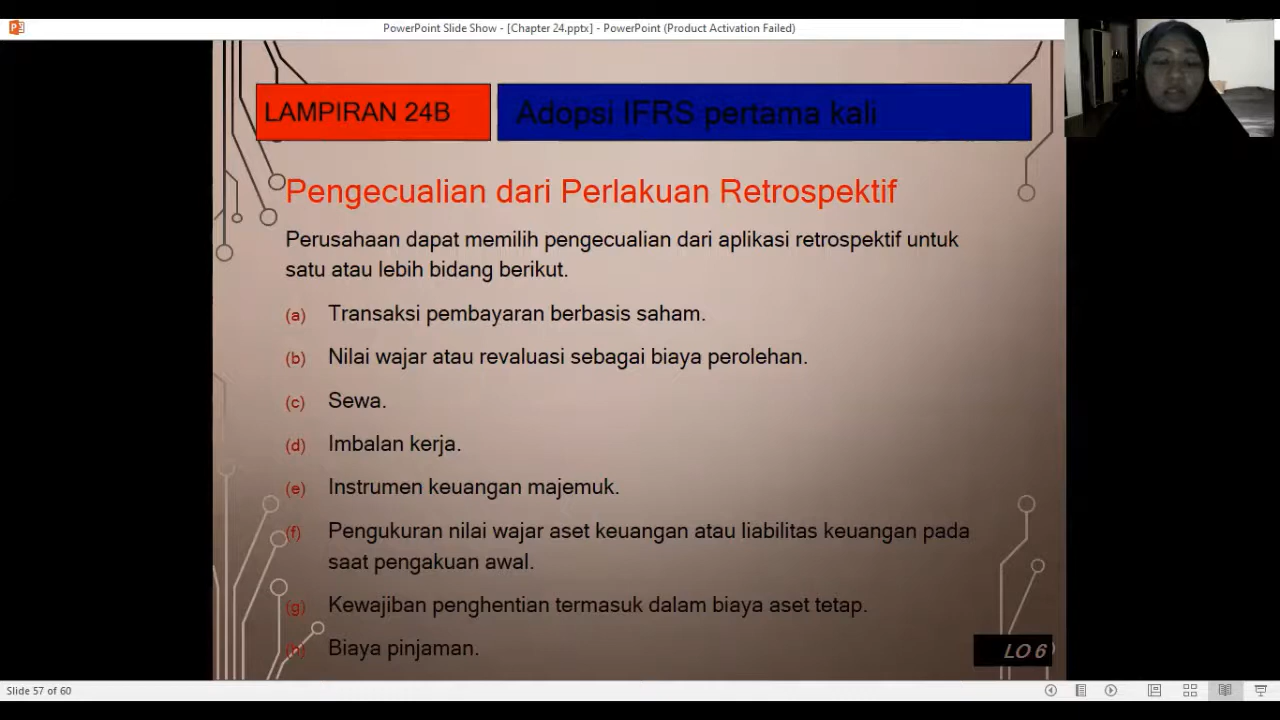 PowerPoint Slide Show - [Chapter 24.pptx] - PowerPoint (Product Activation Failed)
LAMPIRAN 24B
Adopsi IFRS pertama kali
Pengecualian dari Perlakuan Retrospektif
Perusahaan dapat memilih pengecualian dari aplikasi retrospektif untuk
satu atau lebih bidang berikut.
(a) Transaksi pembayaran berbasis saham.
(b) Nilai wajar atau revaluasi sebagai biaya perolehan.
(c) Sewa.
(d) Imbalan kerja.
(e) Instrumen keuangan majemuk.
(f) Pengukuran nilai wajar aset keuangan atau liabilitas keuangan pada
saat pengakuan awal.
(g) Kewajiban penghentian termasuk dalam biaya aset tetap.
(h) Biaya pinjaman.
LO 6
Slide 57 of 60